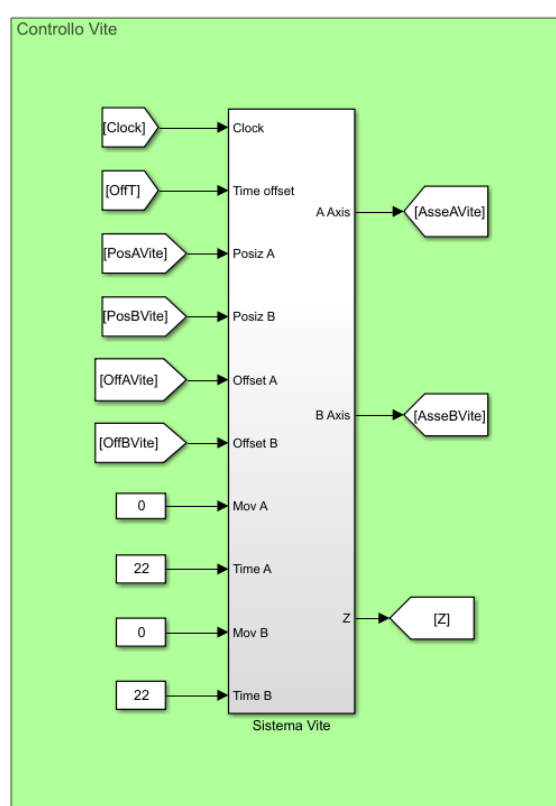 Controllo Vite
[Clock]
Clock
[OffT]
Time offset
A Axis
[AsseAVite]
[PosAVite]
Posiz A
[PosBVite]
Posiz B
[OffAVite]
Offset A
B Axis
[AsseBVite]
[OffBVite]
Offset B
0
Mov A
22
Time A
Z
[Z]
0
Mov B
22
Time B
Sistema Vite